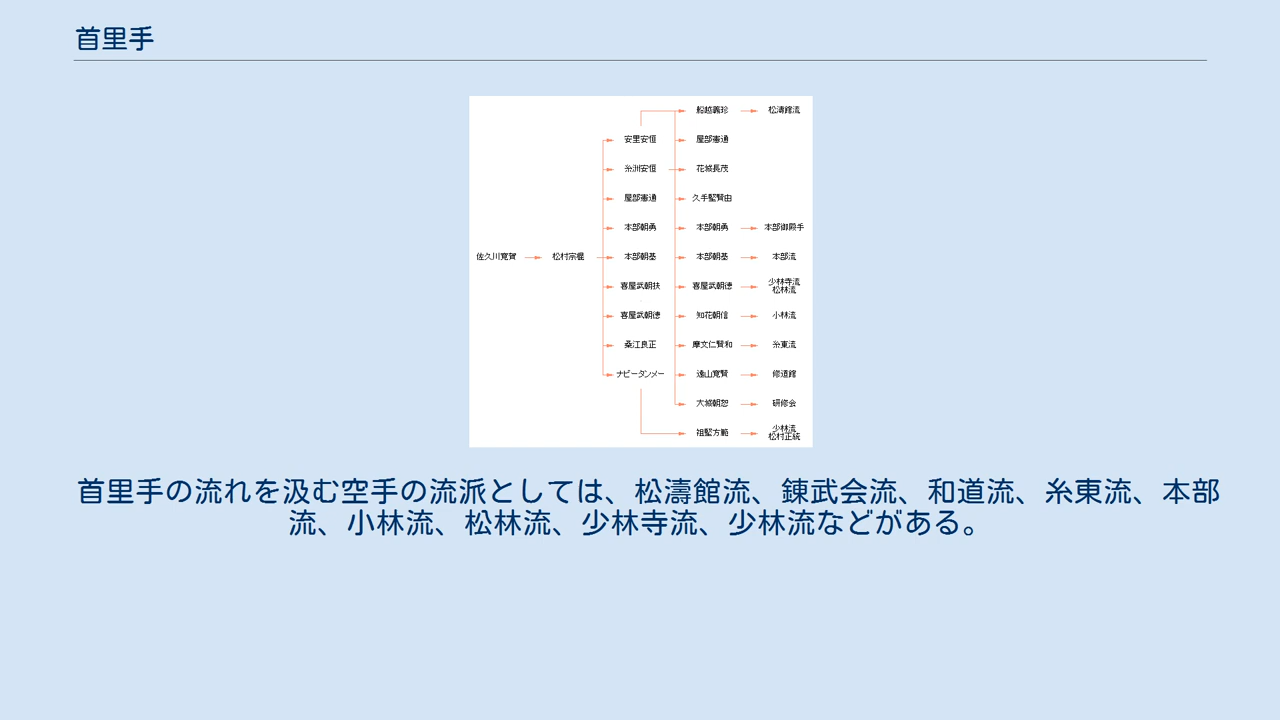 首里手
船越義珍
松濤館流
安里安恒
屋部憲通
糸洲安恒
花城長茂
屋部憲通
久手堅賢由
本部朝勇
本部朝勇
本部御殿手
佐久川寛賀
松村宗棍
本部朝基
本部朝基
本部流
喜屋武朝扶
喜屋武朝徳
少林寺流
松林流
喜屋武朝徳
知花朝信
小林流
桑江良正
摩文仁賢和
糸東流
ナビータンメー
遠山寛賢
修道館
大城朝恕
研修会
祖堅方範
少林流
松村正統
首里手の流れを汲む空手の流派としては、松濤館流、錬武会流、和道流、糸東流、本部
流、小林流、松林流、少林寺流、少林流などがある。